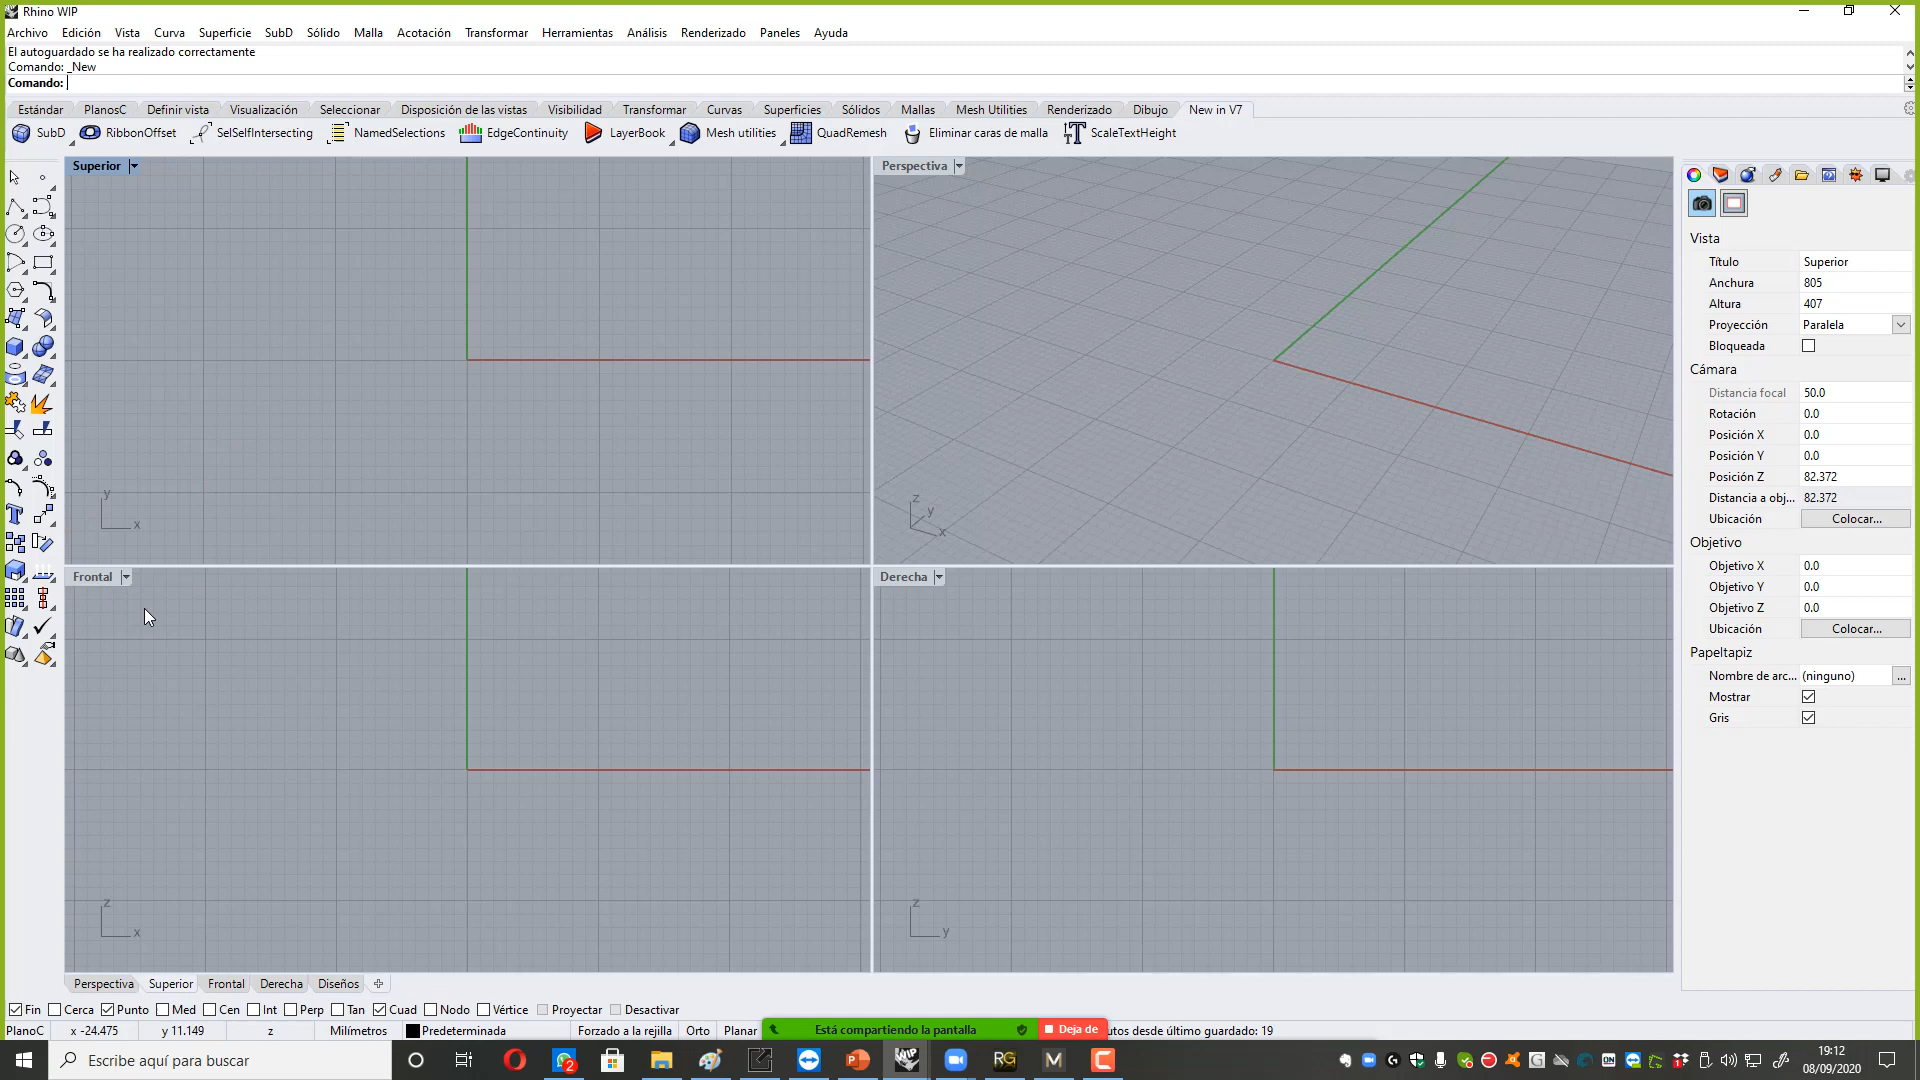 Rhino WIP
Archivo Edición Vista Curva Superficie SubD Sólido Malla Acotación Transformar Herramientas Análisis Renderizado Paneles Ayuda
El autoguardado se ha realizado correctamente
Comando: _New
Comando:
Estándar PlanosC Definir vista Visualización Seleccionar Disposición de las vistas Visibilidad Transformar Curvas Superficies Sólidos Mallas Mesh Utilities Renderizado Dibujo New in V7
SubD RibbonOffset SelSelfIntersecting NamedSelections EdgeContinuity LayerBook Mesh utilities QuadRemesh Eliminar caras de malla ScaleTextHeight
Superior
y
x
Perspectiva
z
y
x
Frontal
z
x
Derecha
z
y
Vista
Título Superior
Anchura 805
Altura 407
Proyección Paralela
Bloqueada
Cámara
Distancia focal 50.0
Rotación 0.0
Posición X 0.0
Posición Y 0.0
Posición Z 82.372
Distancia a obj... 82.372
Ubicación Colocar...
Objetivo
Objetivo X 0.0
Objetivo Y 0.0
Objetivo Z 0.0
Ubicación Colocar...
Papeltapiz
Nombre de arc... (ninguno) ...
Mostrar
Gris
Perspectiva Superior Frontal Derecha Diseños
Fin Cerca Punto Med Cen Int Perp Tan Cuad Nodo Vértice Proyectar Desactivar
PlanoC x -24.475 y 11.149 z Milímetros Predeterminada Forzado a la rejilla Orto Planar Está compartiendo la pantalla Deja de utos desde último guardado: 19
Escribe aquí para buscar
2
WIP
RG
M
ON
19:12
08/09/2020